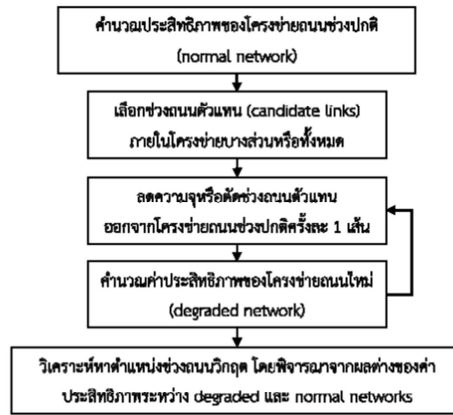 คำนวณประสิทธิภาพของโครงข่ายถนนช่วงปกติ
(normal network)
เลือกช่วงถนนตัวแทน (candidate links)
ภายในโครงข่ายบางส่วนหรือทั้งหมด
ลดความจุหรือตัดช่วงถนนตัวแทน
ออกจากโครงข่ายถนนช่วงปกติครั้งละ 1 เส้น
คำนวณค่าประสิทธิภาพของโครงข่ายถนนใหม่
(degraded network)
วิเคราะห์หาตำแหน่งช่วงถนนวิกฤต โดยพิจารณาจากผลต่างของค่า
ประสิทธิภาพระหว่าง degraded และ normal networks